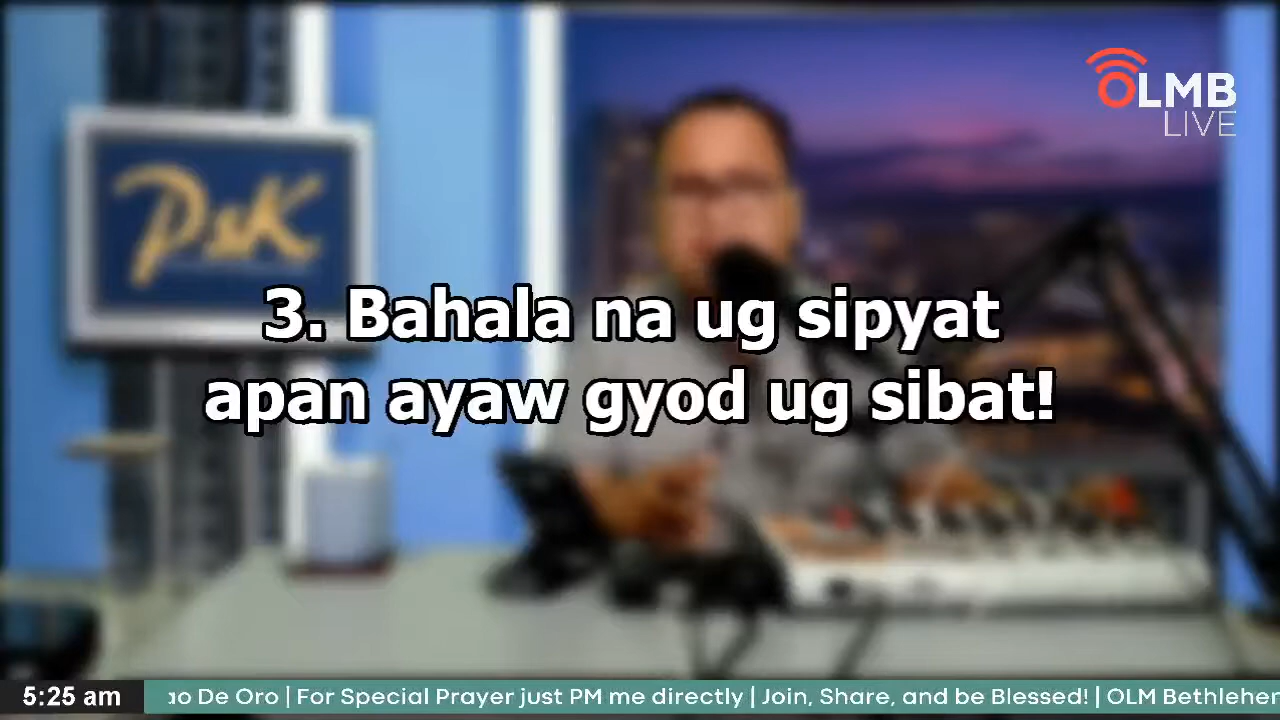 OLMB
LIVE
PsK
3. Bahala na ug sipyat
apan ayaw gyod ug sibat!
5:25 am
De Oro | For Special Prayer just PM me directly | Join, Share, and be Blessed! | OLM